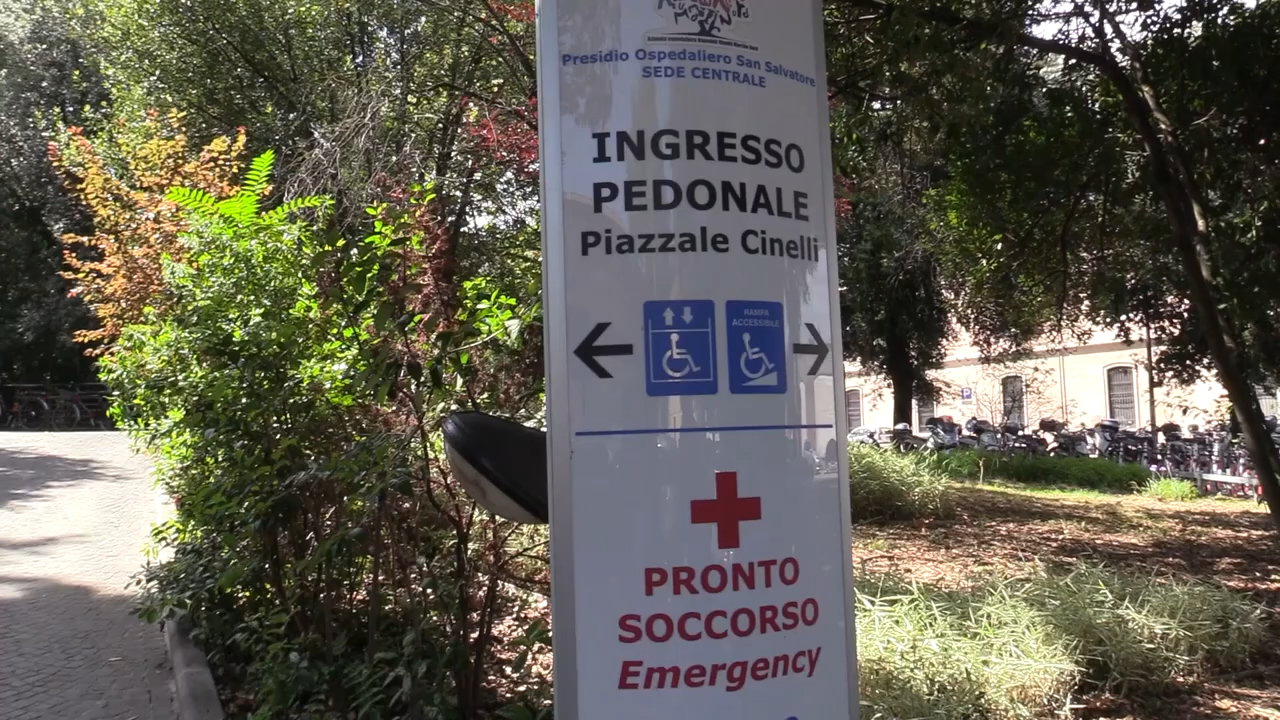 Presidio Ospedaliero San Salvatore
SEDE CENTRALE
INGRESSO
PEDONALE
Piazzale Cinelli
RAMPA
ACCESSIBILE
P
PRONTO
SOCCORSO
Emergency